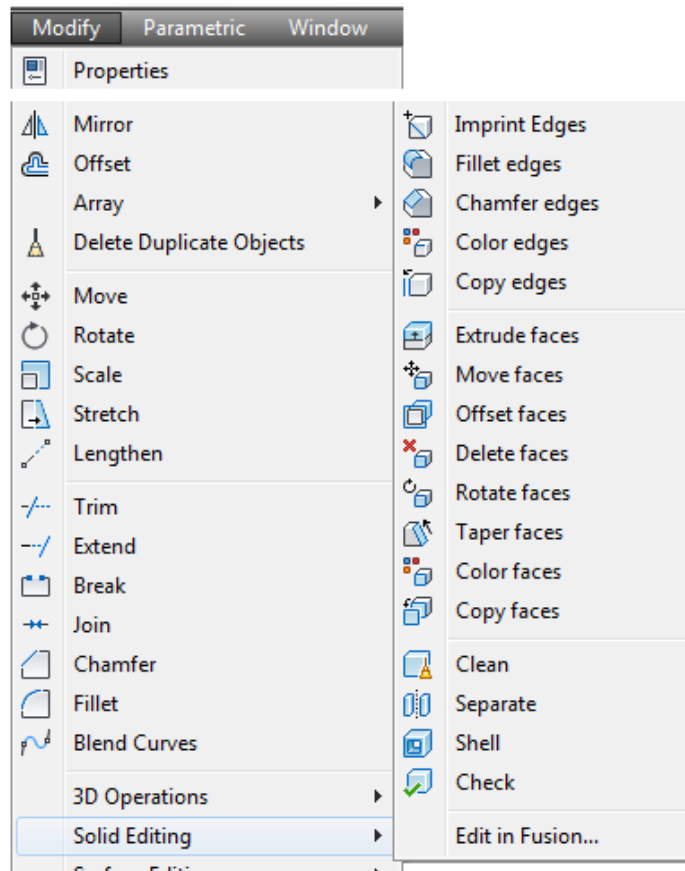 Modify Parametric Window
Properties
Mirror
Offset
Array
Delete Duplicate Objects
Move
Rotate
Scale
Stretch
Lengthen
Trim
Extend
Break
Join
Chamfer
Fillet
Blend Curves
3D Operations
Solid Editing
Imprint Edges
Fillet edges
Chamfer edges
Color edges
Copy edges
Extrude faces
Move faces
Offset faces
Delete faces
Rotate faces
Taper faces
Color faces
Copy faces
Clean
Separate
Shell
Check
Edit in Fusion...